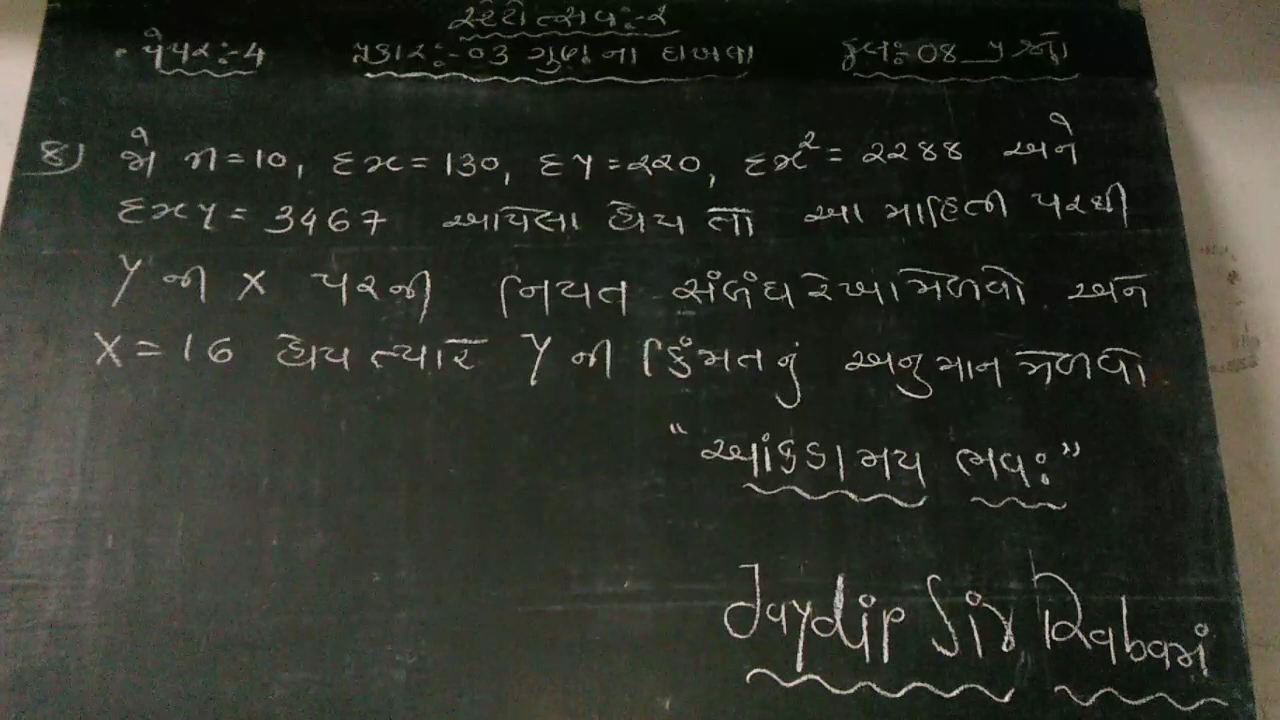 સ્ટેટોત્સવ:-૨
પેપર:-4 પ્રકાર:-03 ગુણના દાખલા કુલ: 08 પ્રશ્નો
8) જો n=10, Σx=130, Σy=220, Σx²=2288 અને
Σxy=3467 આપેલા હોય તો આ માહિતી પરથી
Y ની X પરની નિયત સંબંધ રેખા મેળવો અને
X=16 હોય ત્યારે Y ની કિંમતનું અનુમાન મેળવો
"આંકડામય ભવ:"
Jaydip Sir Rabari